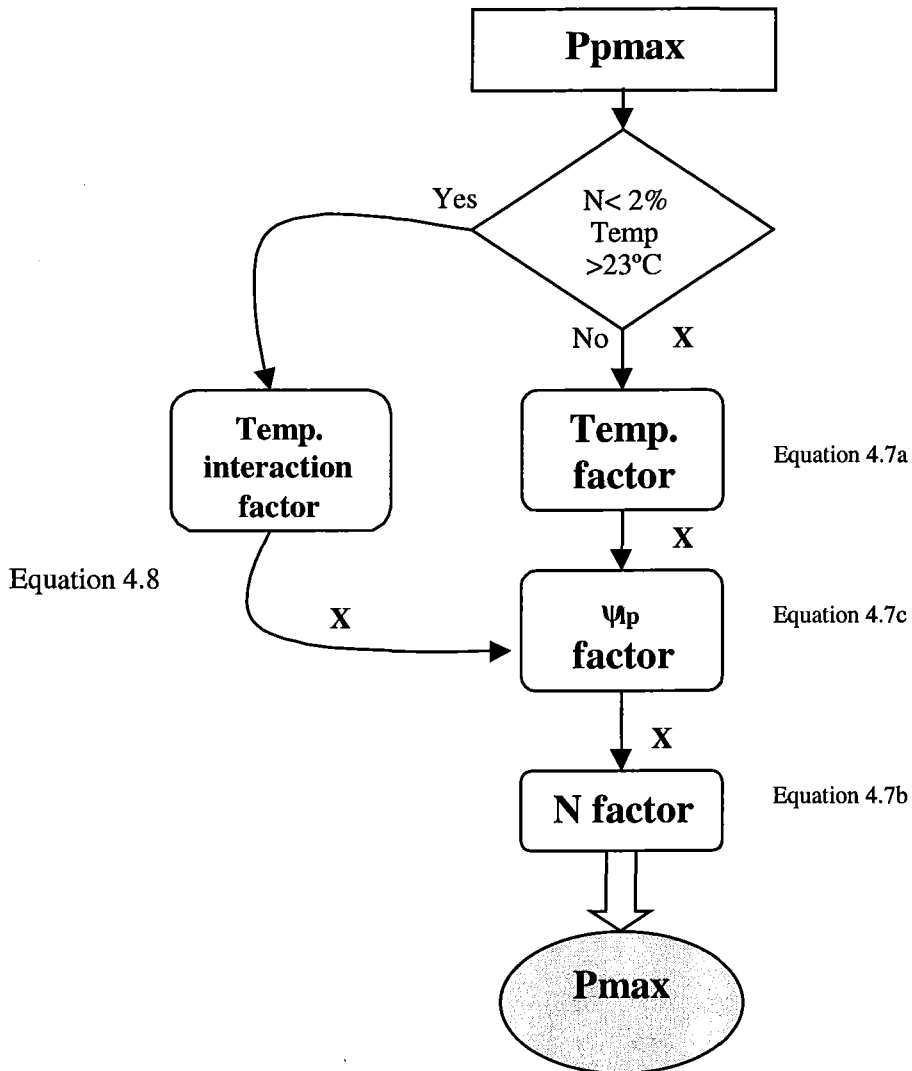 Ppmax
Yes
N< 2%
Temp
>23ºC
No
X
Temp.
interaction
factor
Temp.
factor
Equation 4.7a
X
Equation 4.8
X
ψlp
factor
Equation 4.7c
X
N factor
Equation 4.7b
Pmax